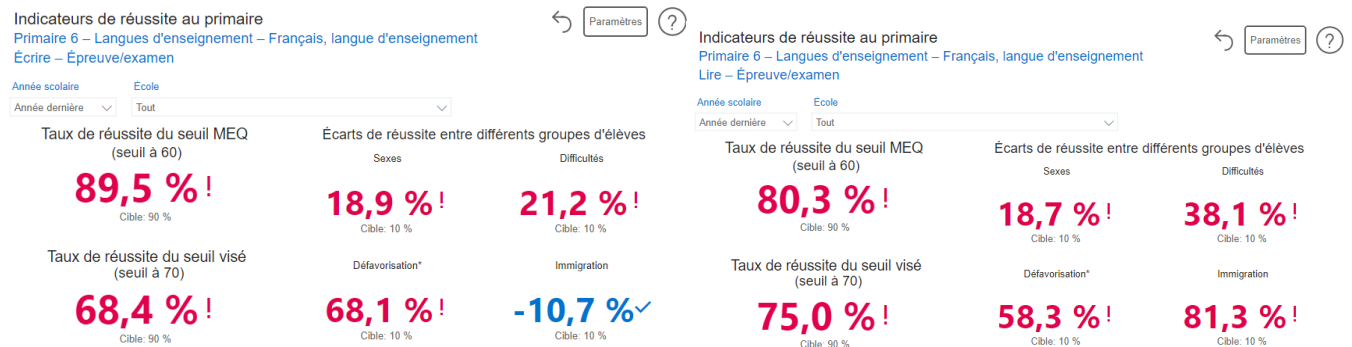 Indicateurs de réussite au primaire
Primaire 6 – Langues d'enseignement – Français, langue d'enseignement
Écrire – Épreuve/examen
Paramètres
?
Année scolaire École
Année dernière Tout
Taux de réussite du seuil MEQ
(seuil à 60)
89,5 % !
Cible: 90 %
Écarts de réussite entre différents groupes d'élèves
Sexes Difficultés
18,9 % ! 21,2 % !
Cible: 10 % Cible: 10 %
Taux de réussite du seuil visé
(seuil à 70)
68,4 % !
Cible: 90 %
Défavorisation* Immigration
68,1 % ! -10,7 %
Cible: 10 % Cible: 10 %
Indicateurs de réussite au primaire
Primaire 6 – Langues d'enseignement – Français, langue d'enseignement
Lire – Épreuve/examen
Paramètres
?
Année scolaire École
Année dernière Tout
Taux de réussite du seuil MEQ
(seuil à 60)
80,3 % !
Cible: 90 %
Écarts de réussite entre différents groupes d'élèves
Sexes Difficultés
18,7 % ! 38,1 % !
Cible: 10 % Cible: 10 %
Taux de réussite du seuil visé
(seuil à 70)
75,0 % !
Cible: 90 %
Défavorisation* Immigration
58,3 % ! 81,3 % !
Cible: 10 % Cible: 10 %